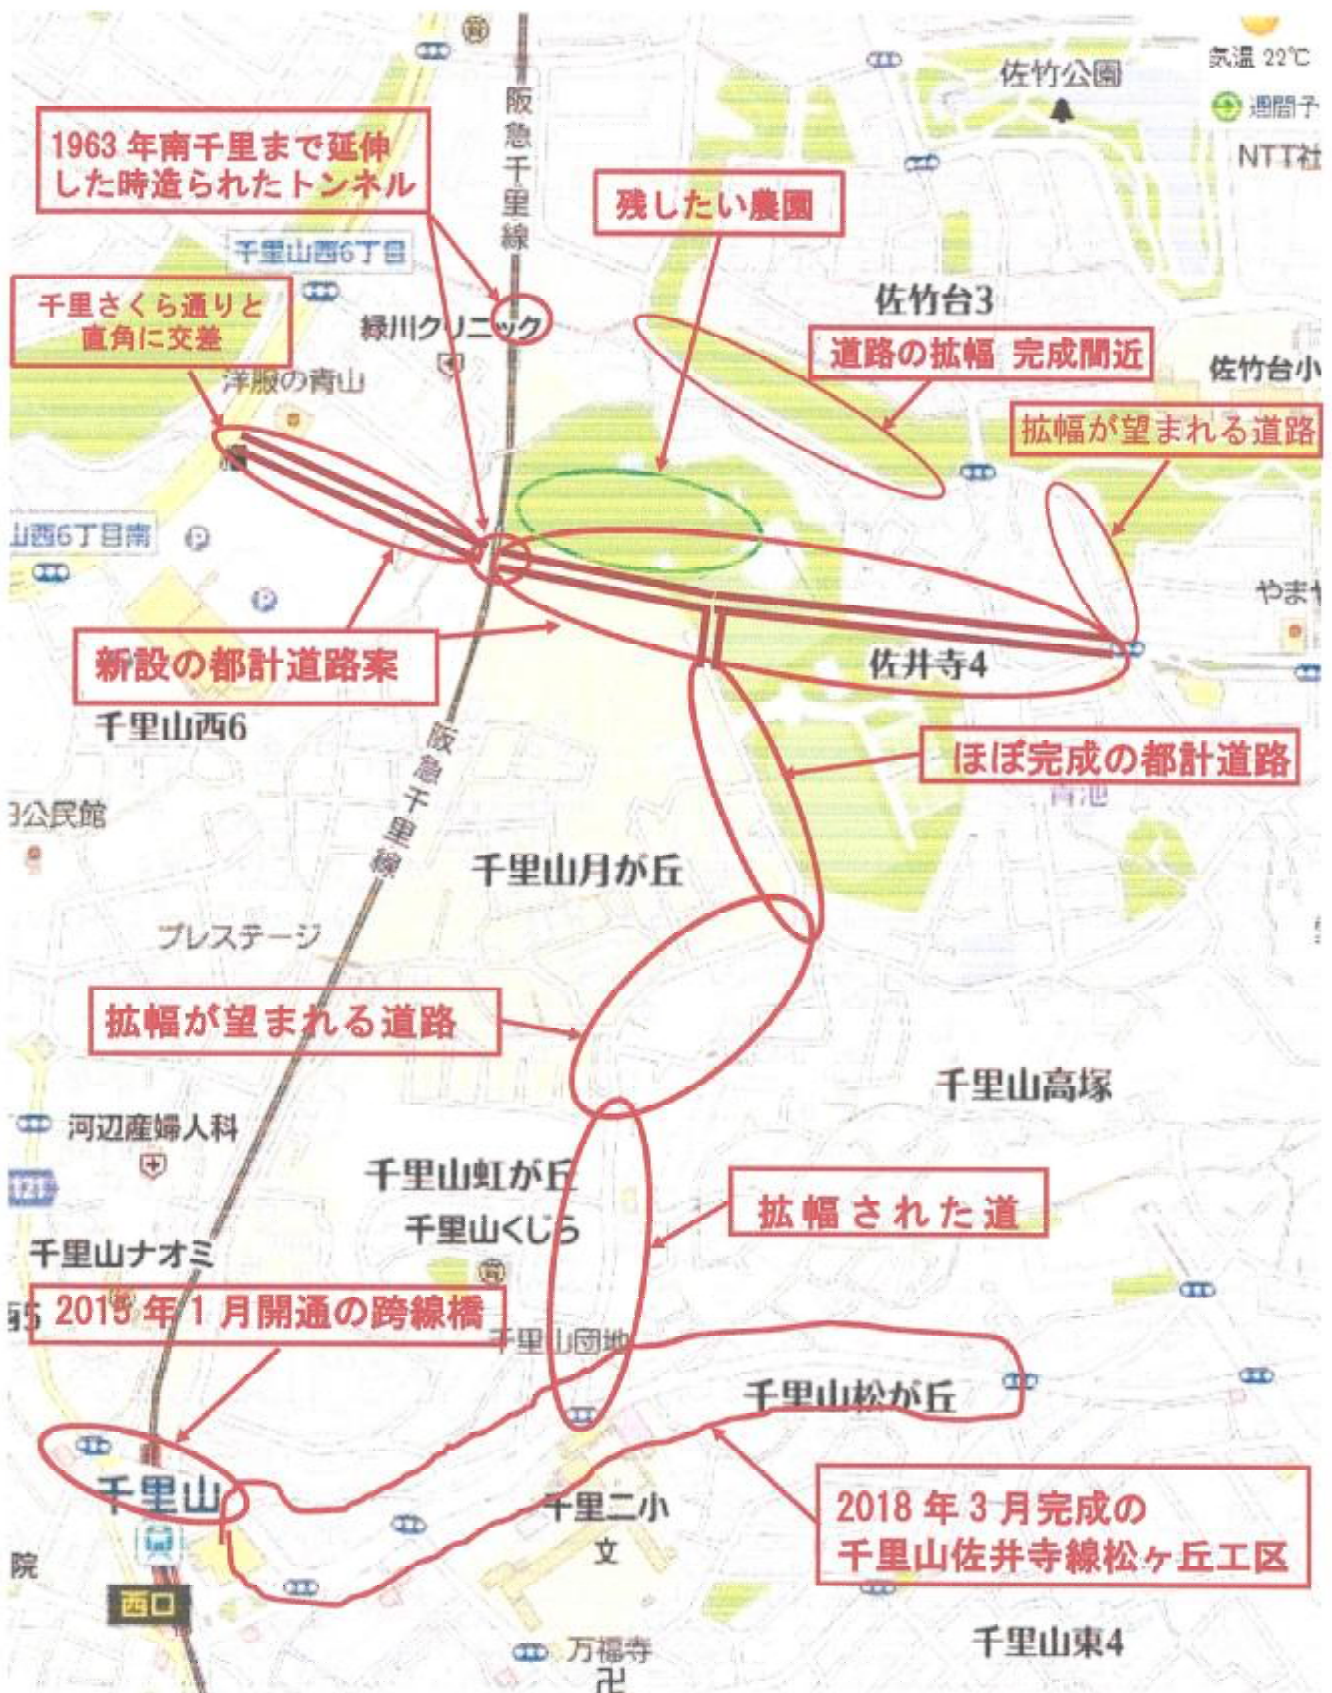 気温 22℃
佐竹公園
週間予
NTT社
阪急千里線
1963 年南千里まで延伸
した時造られたトンネル
残したい農園
千里山西6丁目
千里さくら通りと
直角に交差
緑川クリニック
佐竹台3
道路の拡幅 完成間近
佐竹台小
洋服の青山
拡幅が望まれる道路
山西6丁目南
P
P
やまや
新設の都計道路案
佐井寺4
千里山西6
阪急千里線
ほぼ完成の都計道路
公民館
千里山月が丘
プレステージ
拡幅が望まれる道路
千里山高塚
河辺産婦人科
121
千里山虹が丘
千里山くじら
拡幅された道
千里山ナオミ
西5
2015 年 1 月開通の跨線橋
千里山団地
千里山松が丘
千里山
2018 年 3 月完成の
千里山佐井寺線松ヶ丘工区
千里二小
文
院
西口
千里山東4
万福寺
卍